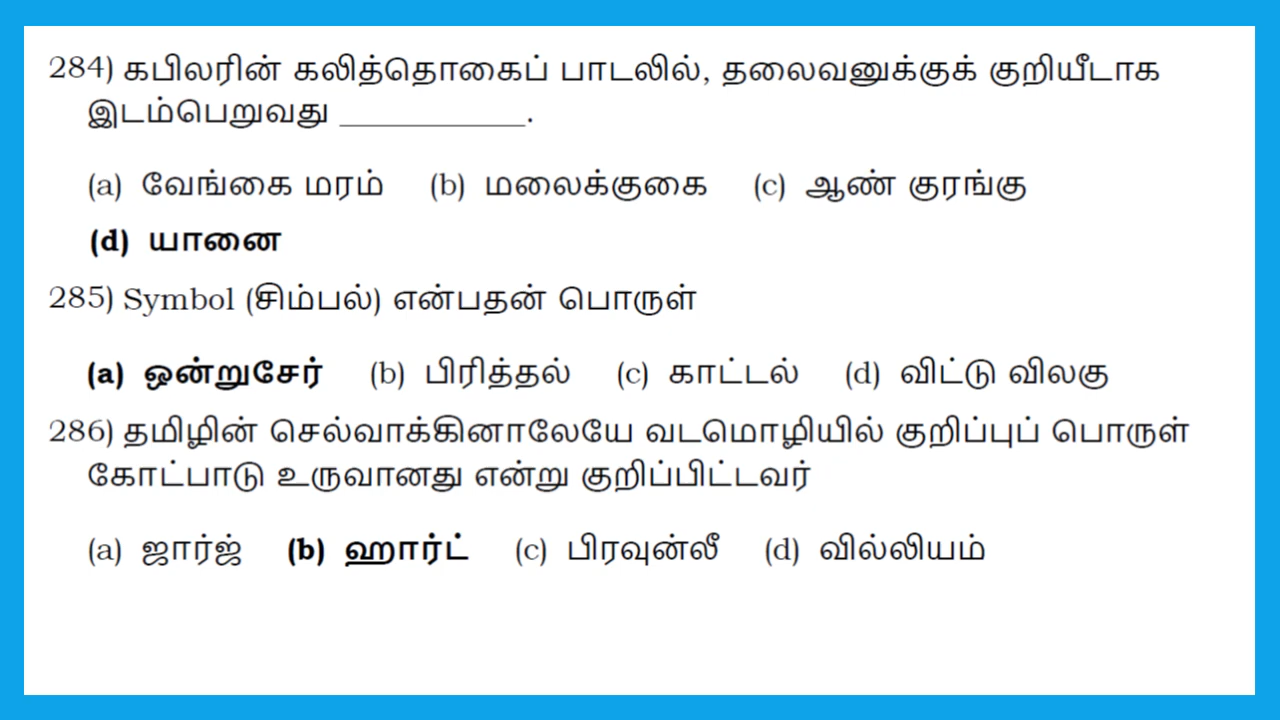 284) கபிலரின் கலித்தொகைப் பாடலில், தலைவனுக்குக் குறியீடாக
இடம்பெறுவது ____________.
(a) வேங்கை மரம் (b) மலைக்குகை (c) ஆண் குரங்கு
(d) யானை
285) Symbol (சிம்பல்) என்பதன் பொருள்
(a) ஒன்றுசேர் (b) பிரித்தல் (c) காட்டல் (d) விட்டு விலகு
286) தமிழின் செல்வாக்கினாலேயே வடமொழியில் குறிப்புப் பொருள்
கோட்பாடு உருவானது என்று குறிப்பிட்டவர்
(a) ஜார்ஜ் (b) ஹார்ட் (c) பிரவுன்லீ (d) வில்லியம்